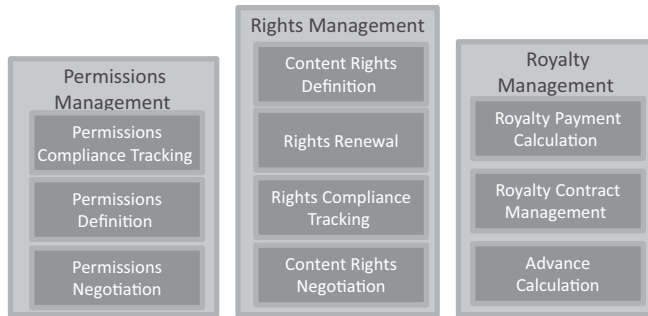 Permissions
Management
Permissions
Compliance Tracking
Permissions
Definition
Permissions
Negotiation
Rights Management
Content Rights
Definition
Rights Renewal
Rights Compliance
Tracking
Content Rights
Negotiation
Royalty
Management
Royalty Payment
Calculation
Royalty Contract
Management
Advance
Calculation